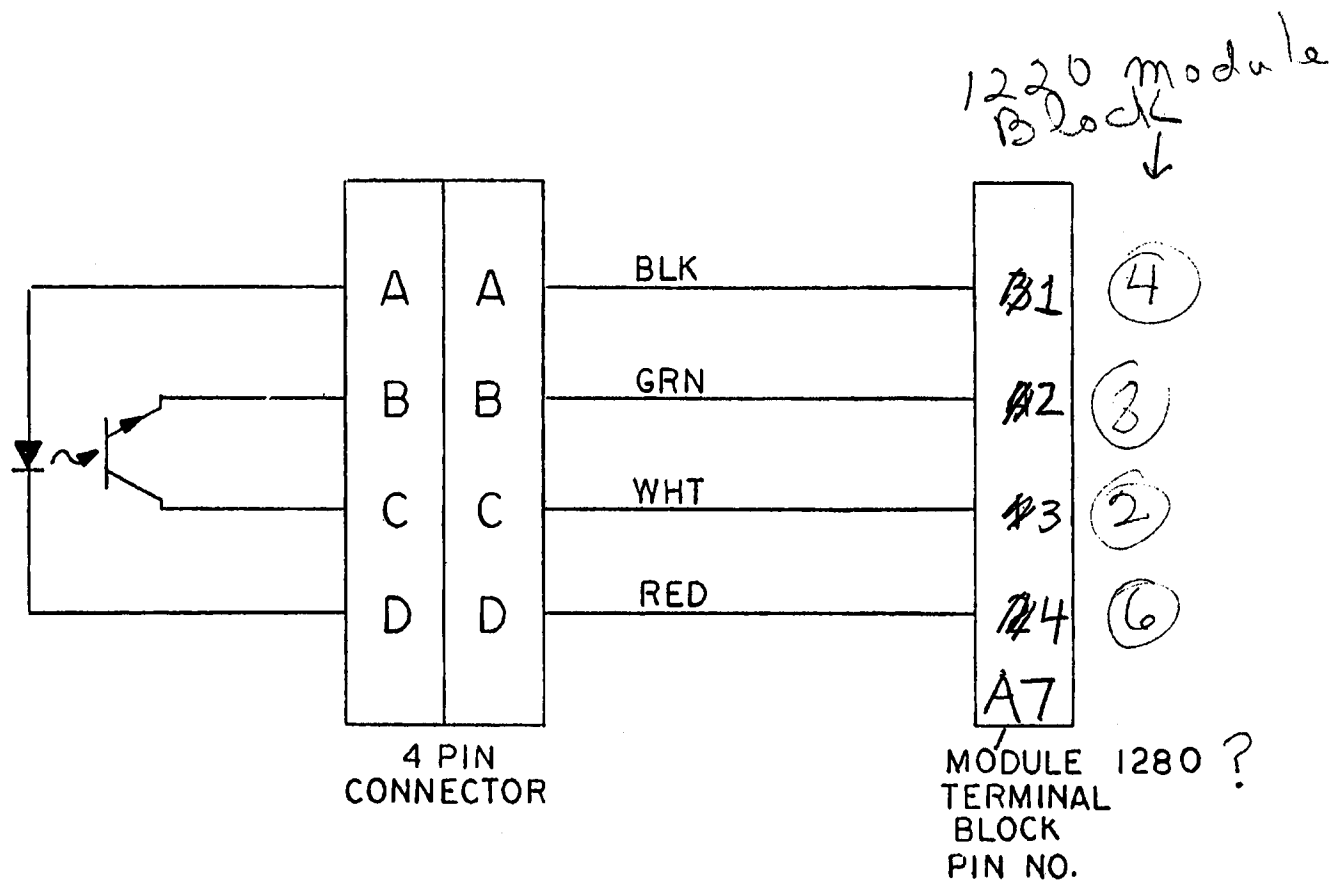 1220 module
Block
A A BLK 1 4
B B GRN 2 3
C C WHT 3 2
D D RED 4 6
A7
4 PIN
CONNECTOR
MODULE 1280 ?
TERMINAL
BLOCK
PIN NO.